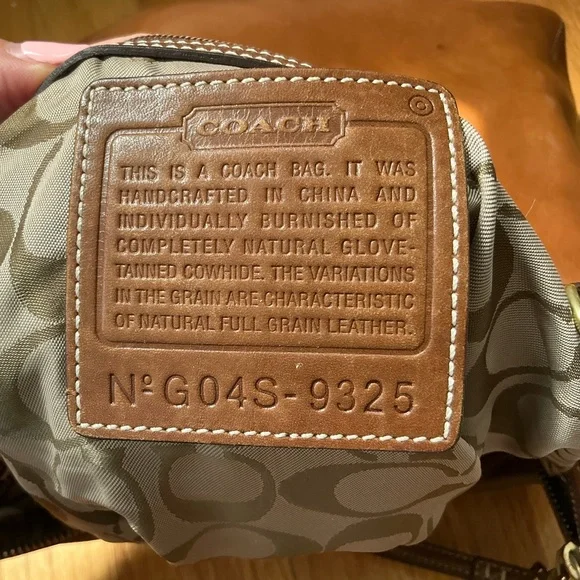 COACH
THIS IS A COACH BAG. IT WAS
HANDCRAFTED IN CHINA AND
INDIVIDUALLY BURNISHED OF
COMPLETELY NATURAL GLOVE-
TANNED COWHIDE. THE VARIATIONS
IN THE GRAIN ARE CHARACTERISTIC
OF NATURAL FULL GRAIN LEATHER.
Nº G04S-9325